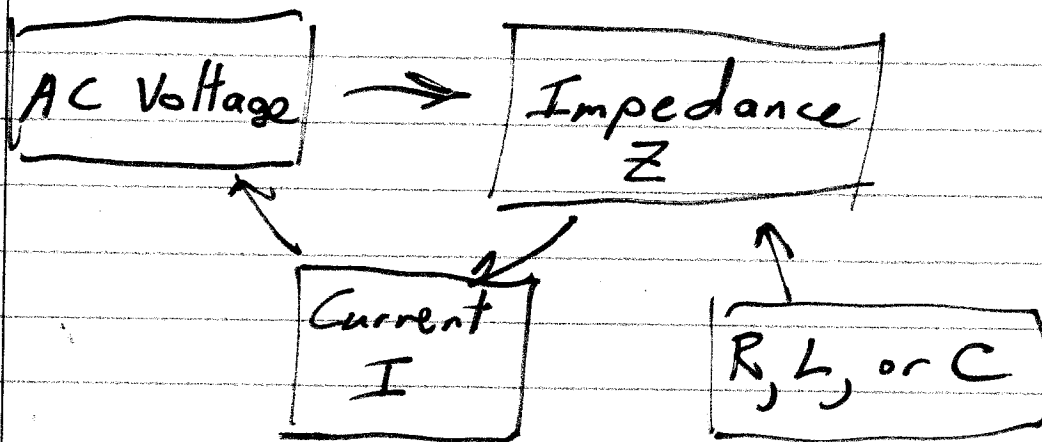 AC Voltage
Impedance
Z
Current
I
R, L, or C